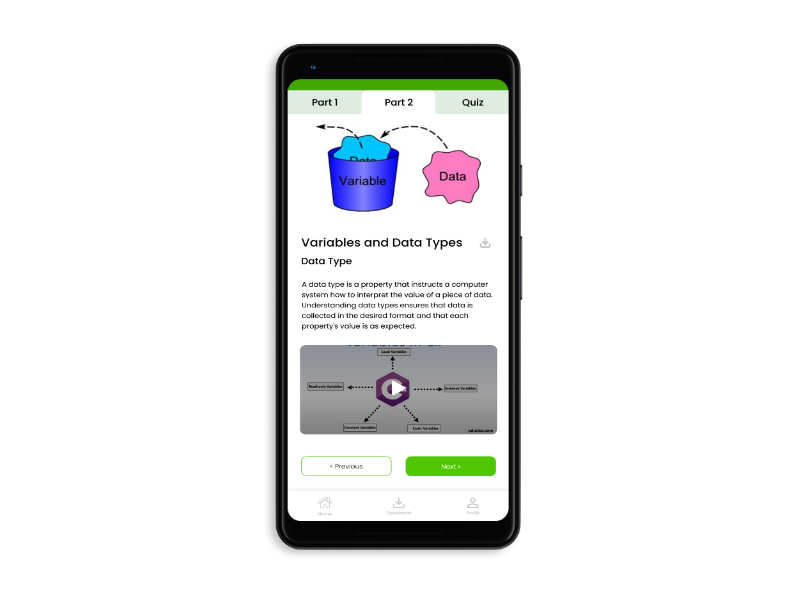 Part 1 Part 2 Quiz
Data
Variable
Data
Variables and Data Types
Data Type
A data type is a property that instructs a computer
system how to interpret the value of a piece of data.
Understanding data types ensures that data is
collected in the desired format and that each
property's value is as expected.
Local Variables
Readonly Variables
Instance Variables
Constant Variables
Static Variables
< Previous Next >
Home Downloads Profile